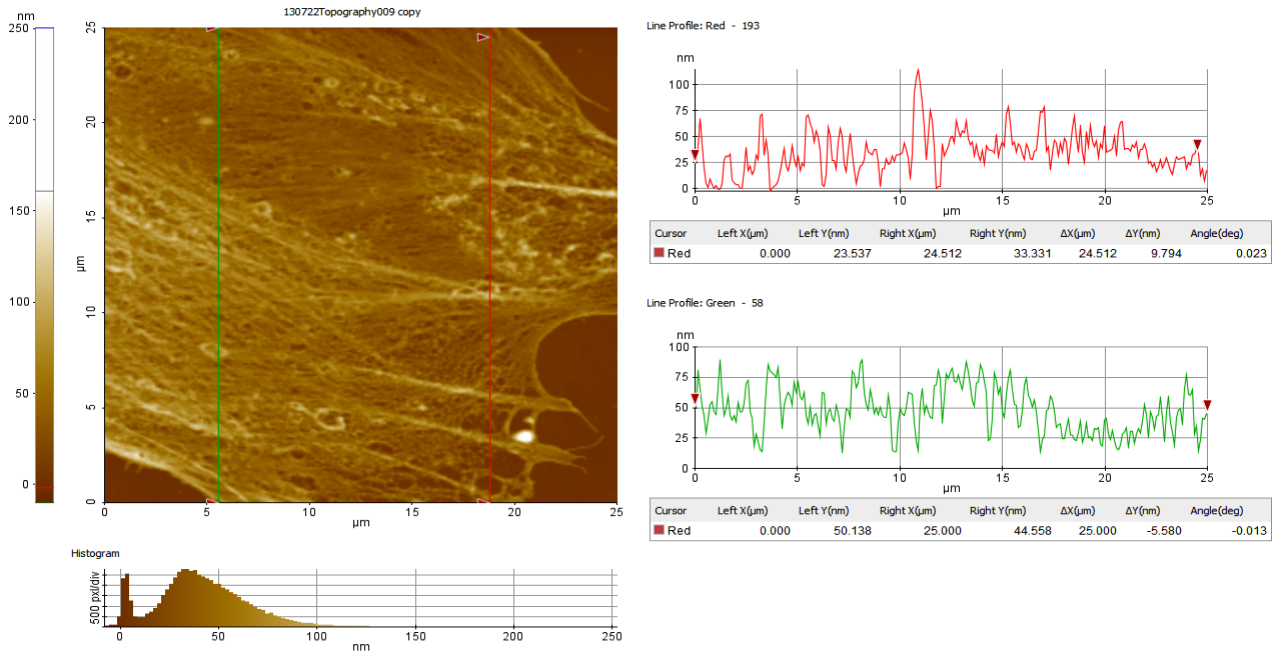 130722Topography009 copy
nm
250
200
150
100
50
0
25
20
15
10
5
0
µm
0 5 10 15 20 25
µm
Histogram
500 pxl/div
0 50 100 150 200 250
nm
Line Profile: Red - 193
nm
100
75
50
25
0
0 5 10 15 20 25
µm
Cursor Left X(µm) Left Y(nm) Right X(µm) Right Y(nm) ΔX(µm) ΔY(nm) Angle(deg)
Red 0.000 23.537 24.512 33.331 24.512 9.794 0.023
Line Profile: Green - 58
nm
100
75
50
25
0
0 5 10 15 20 25
µm
Cursor Left X(µm) Left Y(nm) Right X(µm) Right Y(nm) ΔX(µm) ΔY(nm) Angle(deg)
Red 0.000 50.138 25.000 44.558 25.000 -5.580 -0.013